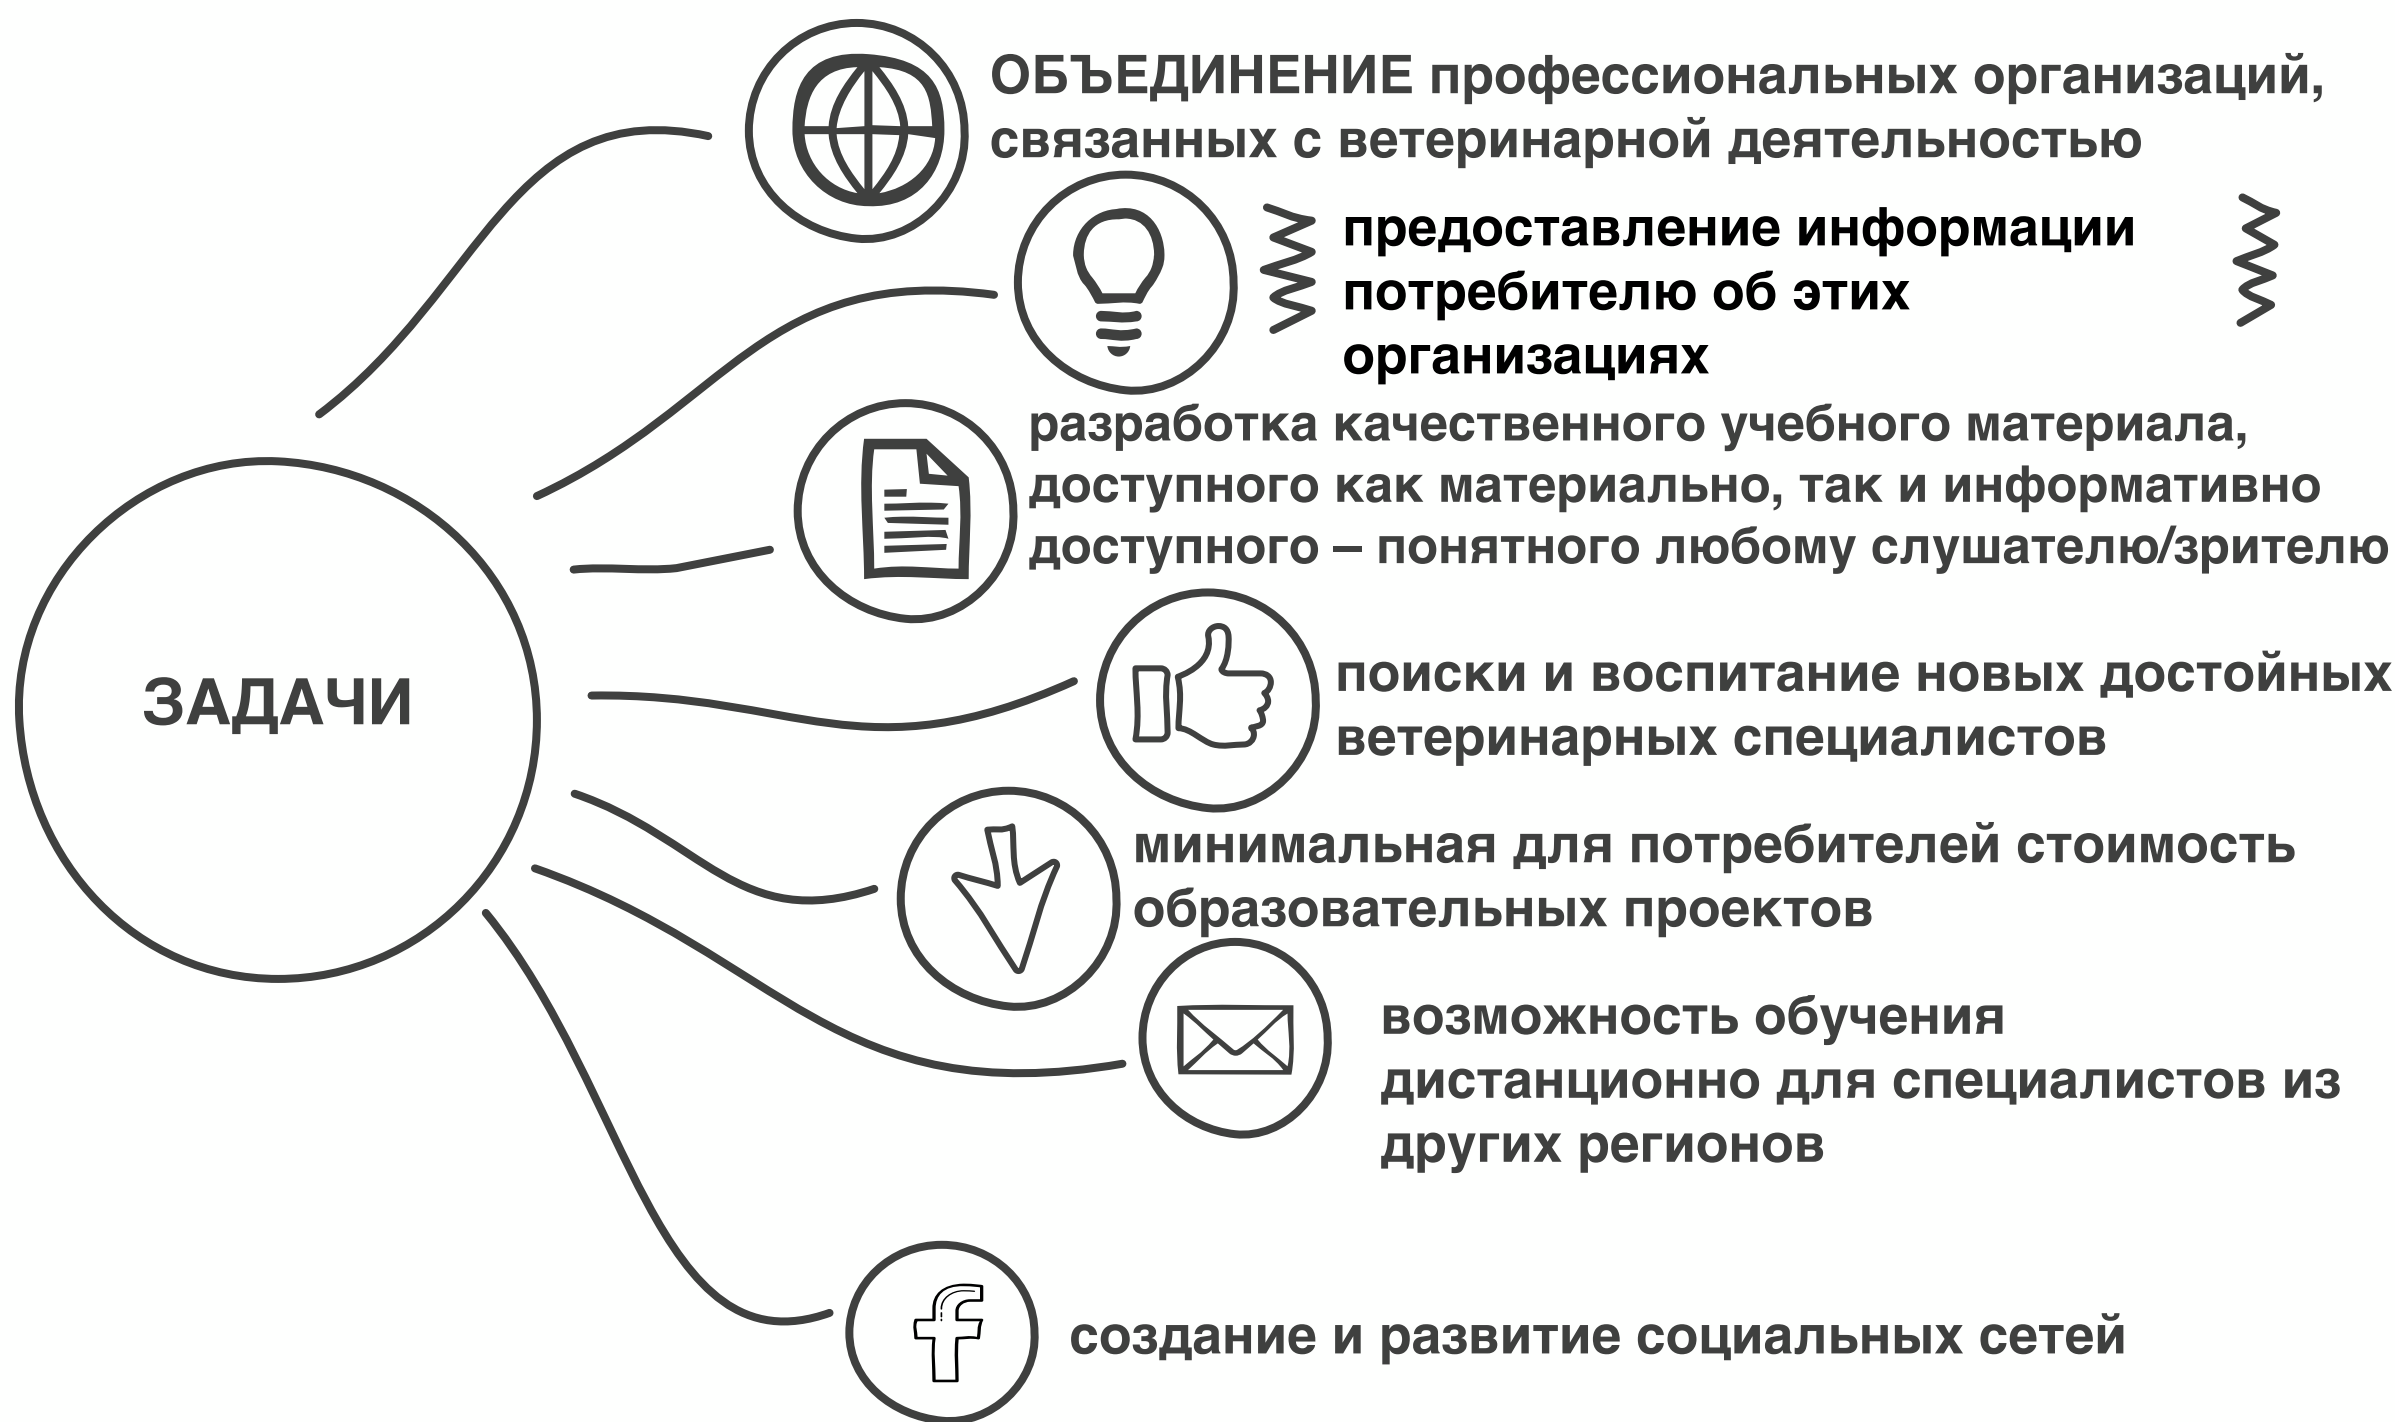 ОБЪЕДИНЕНИЕ профессиональных организаций,
связанных с ветеринарной деятельностью
предоставление информации
потребителю об этих
организациях
разработка качественного учебного материала,
доступного как материально, так и информативно
доступного – понятного любому слушателю/зрителю
ЗАДАЧИ
поиски и воспитание новых достойных
ветеринарных специалистов
минимальная для потребителей стоимость
образовательных проектов
возможность обучения
дистанционно для специалистов из
других регионов
f
создание и развитие социальных сетей